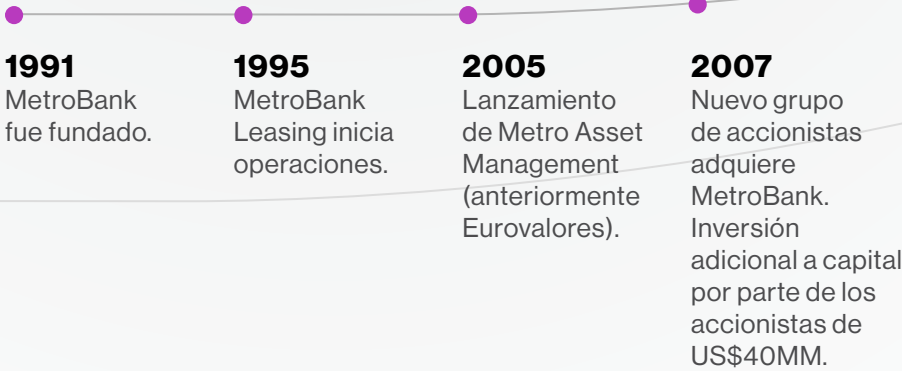 1991
MetroBank
fue fundado.
1995
MetroBank
Leasing inicia
operaciones.
2005
Lanzamiento
de Metro Asset
Management
(anteriormente
Eurovalores).
2007
Nuevo grupo
de accionistas
adquiere
MetroBank.
Inversión
adicional a capital
por parte de los
accionistas de
US$40MM.